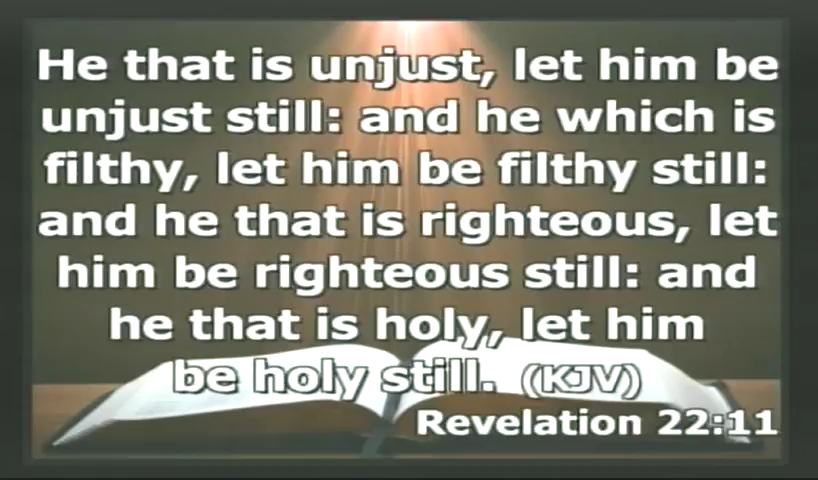 He that is unjust, let him be
unjust still: and he which is
filthy, let him be filthy still:
and he that is righteous, let
him be righteous still: and
he that is holy, let him
be holy still. (KJV)
Revelation 22:11